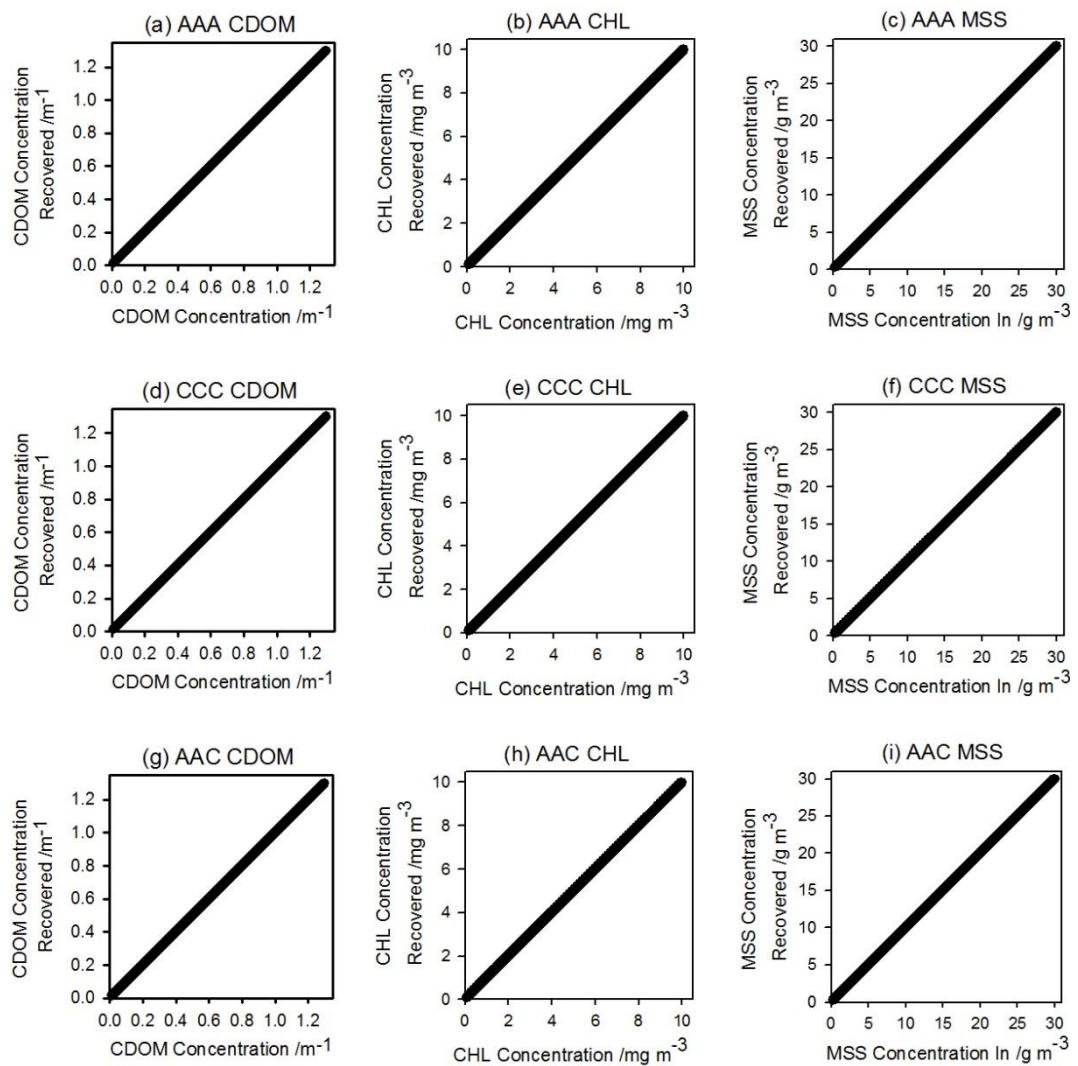 (a) AAA CDOM
CDOM Concentration
Recovered /m-1
1.2
1.0
0.8
0.6
0.4
0.2
0.0
0.0 0.2 0.4 0.6 0.8 1.0 1.2
CDOM Concentration /m-1
(b) AAA CHL
CHL Concentration
Recovered /mg m-3
10
8
6
4
2
0
0 2 4 6 8 10
CHL Concentration /mg m-3
(c) AAA MSS
MSS Concentration
Recovered /g m-3
30
25
20
15
10
5
0
0 5 10 15 20 25 30
MSS Concentration In /g m-3
(d) CCC CDOM
CDOM Concentration
Recovered /m-1
1.2
1.0
0.8
0.6
0.4
0.2
0.0
0.0 0.2 0.4 0.6 0.8 1.0 1.2
CDOM Concentration /m-1
(e) CCC CHL
CHL Concentration
Recovered /mg m-3
10
8
6
4
2
0
0 2 4 6 8 10
CHL Concentration /mg m-3
(f) CCC MSS
MSS Concentration
Recovered /g m-3
30
25
20
15
10
5
0
0 5 10 15 20 25 30
MSS Concentration In /g m-3
(g) AAC CDOM
CDOM Concentration
Recovered /m-1
1.2
1.0
0.8
0.6
0.4
0.2
0.0
0.0 0.2 0.4 0.6 0.8 1.0 1.2
CDOM Concentration /m-1
(h) AAC CHL
CHL Concentration
Recovered /mg m-3
10
8
6
4
2
0
0 2 4 6 8 10
CHL Concentration /mg m-3
(i) AAC MSS
MSS Concentration
Recovered /g m-3
30
25
20
15
10
5
0
0 5 10 15 20 25 30
MSS Concentration In /g m-3